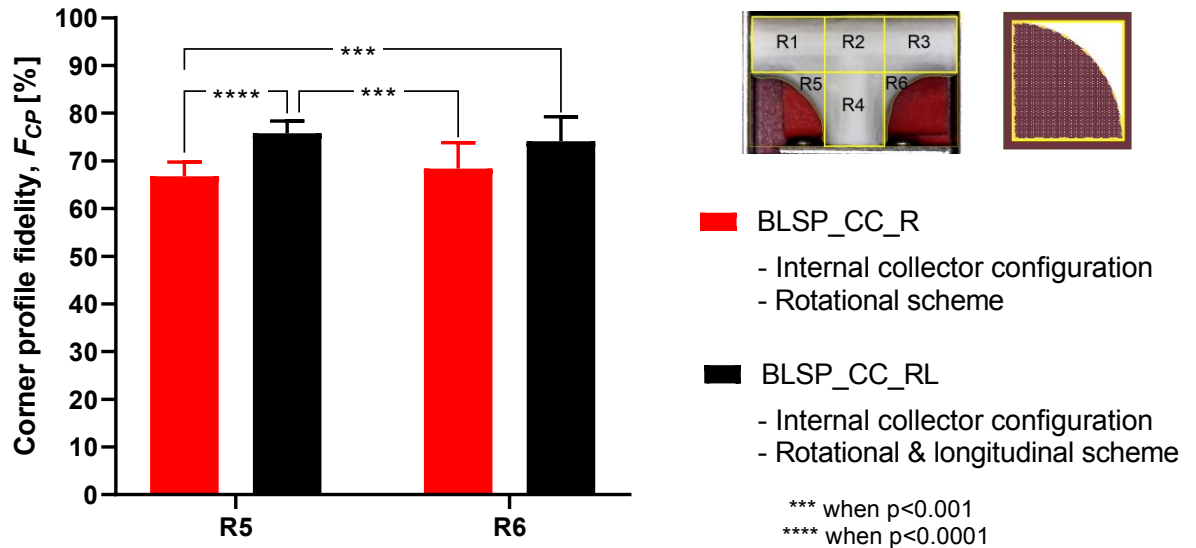 Corner profile fidelity, F_CP [%]
100
90
80
70
60
50
40
30
20
10
0
***
****
***
R5
R6
R1 R2 R3
R5 R4 R6
BLSP_CC_R
- Internal collector configuration
- Rotational scheme
BLSP_CC_RL
- Internal collector configuration
- Rotational & longitudinal scheme
*** when p<0.001
**** when p<0.0001